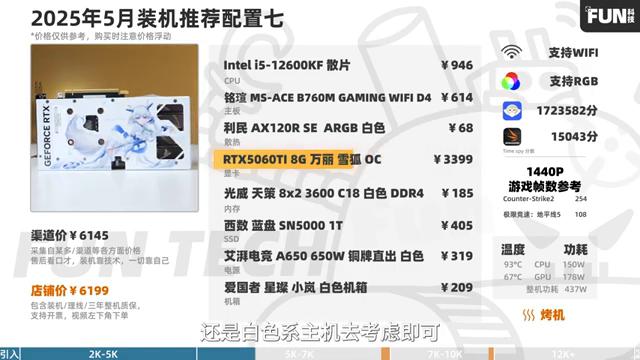 2025年5月装机推荐配置七
*价格仅供参考，购买时注意价格浮动
FUN科技
GEFORCE RTX
Intel i5-12600KF 散片 ¥946
CPU
铭瑄 MS-ACE B760M GAMING WIFI D4 ¥614
主板
利民 AX120R SE ARGB 白色 ¥68
散热
RTX5060TI 8G 万丽 雪狐 OC ¥3399
显卡
光威 天策 8x2 3600 C18 白色 DDR4 ¥185
内存
西数 蓝盘 SN5000 1T ¥405
SSD
艾湃电竞 A650 650W 铜牌直出 白色 ¥319
电源
爱国者 星璨 小岚 白色机箱 ¥209
机箱
支持WIFI
支持RGB
1723582分
15043分
Time spy 分数
1440P
游戏帧数参考
Counter-Strike2 254
极限竞速：地平线5 108
温度 功耗
93°C CPU 150W
67°C GPU 178W
整机功耗 437W
烤机
渠道价 ¥6145
采集自某多/渠道等各方面价格
售后看口才，装机靠技术，一切靠自己
店铺价 ¥6199
包含装机/理线/三年整机质保，
支持开票，视频左下角下单
FUN TECH
还是白色系主机去考虑即可
引入 2K-5K 5K-7K 7K-10K 12K+